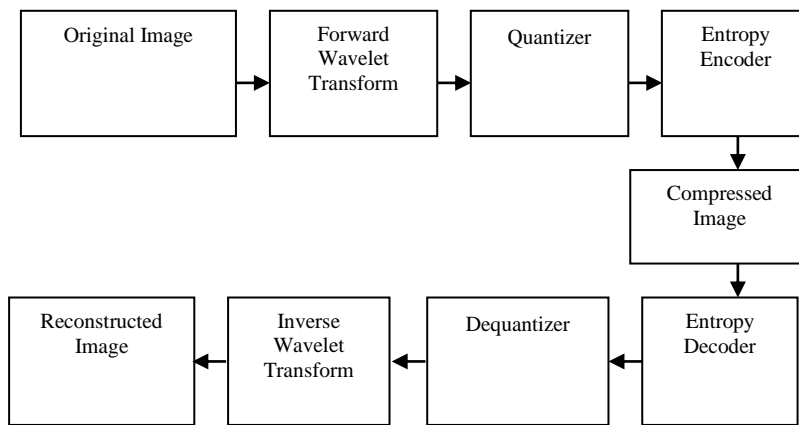 Original Image
Forward
Wavelet
Transform
Quantizer
Entropy
Encoder
Compressed
Image
Entropy
Decoder
Dequantizer
Inverse
Wavelet
Transform
Reconstructed
Image